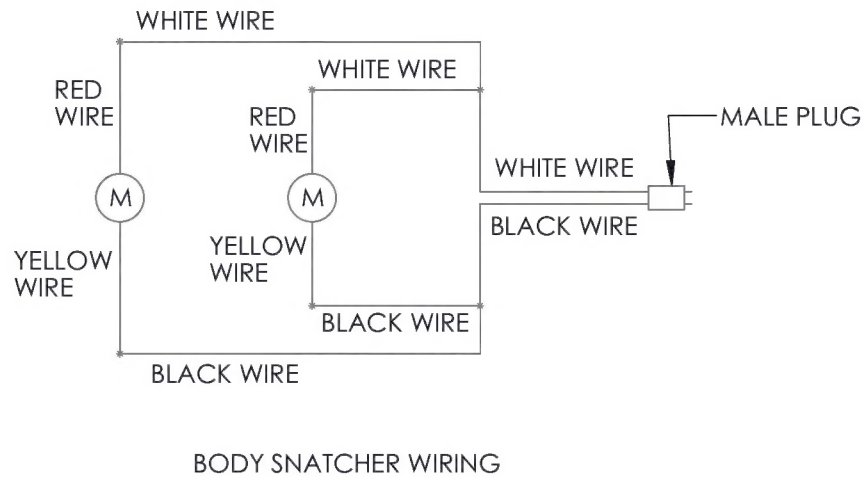 WHITE WIRE
WHITE WIRE
RED
WIRE
RED
WIRE
MALE PLUG
WHITE WIRE
M
M
BLACK WIRE
YELLOW
WIRE
YELLOW
WIRE
BLACK WIRE
BLACK WIRE
BODY SNATCHER WIRING